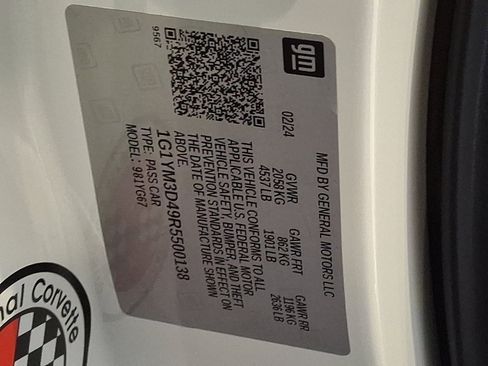 gm
MFD BY GENERAL MOTORS LLC
02/24
GVWR GAWR FRT GAWR RR
2058 KG 862 KG 1196 KG
4537 LB 1901 LB 2636 LB
THIS VEHICLE CONFORMS TO ALL
APPLICABLE U.S. FEDERAL MOTOR
VEHICLE SAFETY, BUMPER, AND THEFT
PREVENTION STANDARDS IN EFFECT ON
THE DATE OF MANUFACTURE SHOWN
ABOVE.
1G1YM3D49R5500138
TYPE: PASS CAR
MODEL: 981YG67
9567
nal Corvette